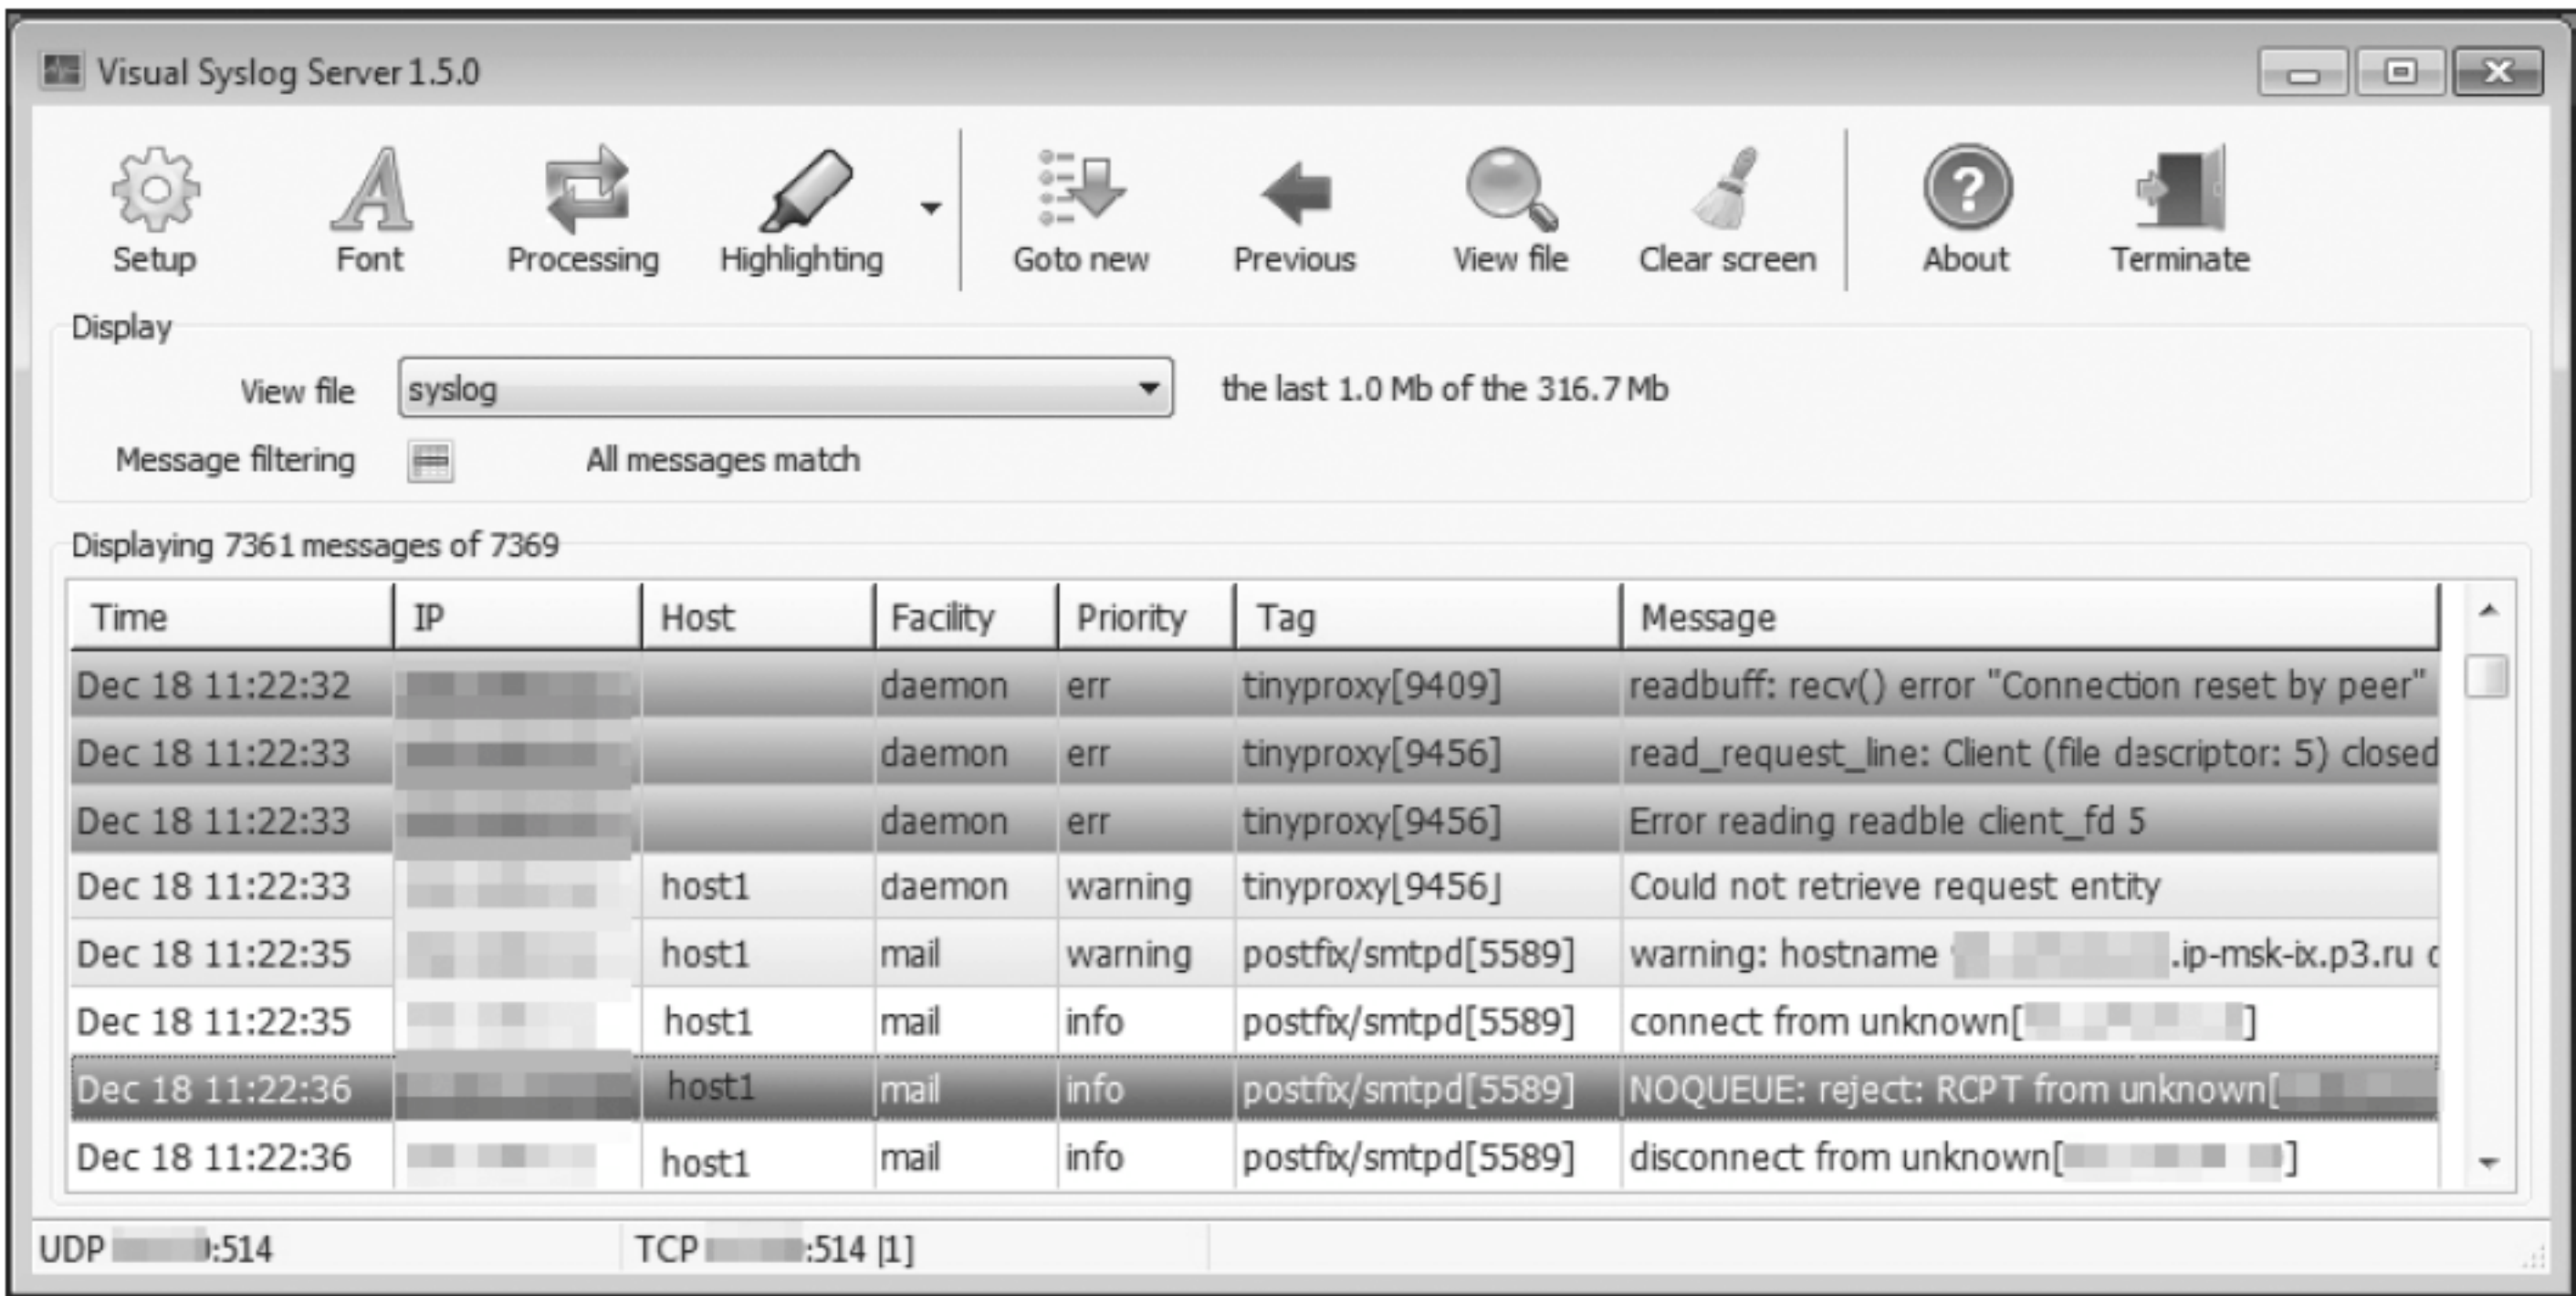 Visual Syslog Server 1.5.0
Setup Font Processing Highlighting Goto new Previous View file Clear screen About Terminate
Display
View file syslog the last 1.0 Mb of the 316.7 Mb
Message filtering All messages match
Displaying 7361 messages of 7369
Time IP Host Facility Priority Tag Message
Dec 18 11:22:32 daemon err tinyproxy[9409] readbuff: recv() error "Connection reset by peer"
Dec 18 11:22:33 daemon err tinyproxy[9456] read_request_line: Client (file descriptor: 5) closed
Dec 18 11:22:33 daemon err tinyproxy[9456] Error reading readble client_fd 5
Dec 18 11:22:33 host1 daemon warning tinyproxy[9456] Could not retrieve request entity
Dec 18 11:22:35 host1 mail warning postfix/smtpd[5589] warning: hostname .ip-msk-ix.p3.ru
Dec 18 11:22:35 host1 mail info postfix/smtpd[5589] connect from unknown[ ]
Dec 18 11:22:36 host1 mail info postfix/smtpd[5589] NOQUEUE: reject: RCPT from unknown[
Dec 18 11:22:36 host1 mail info postfix/smtpd[5589] disconnect from unknown[ ]
UDP :514 TCP :514 [1]